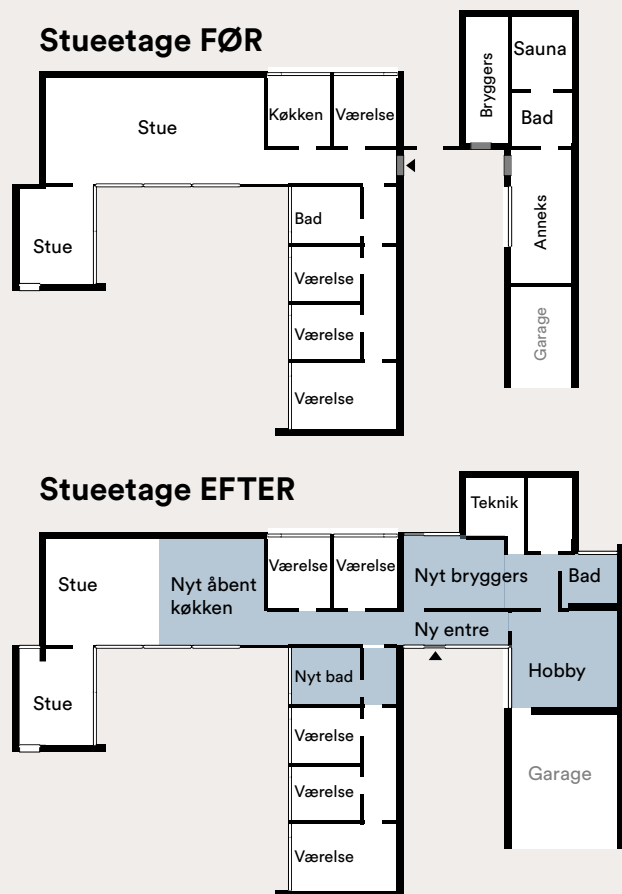 Stueetage FØR
Stue
Køkken
Værelse
Bryggers
Sauna
Bad
Stue
Bad
Værelse
Værelse
Værelse
Anneks
Garage
Stueetage EFTER
Teknik
Stue
Nyt åbent
køkken
Værelse
Værelse
Nyt bryggers
Bad
Ny entre
Stue
Nyt bad
Hobby
Værelse
Værelse
Værelse
Garage